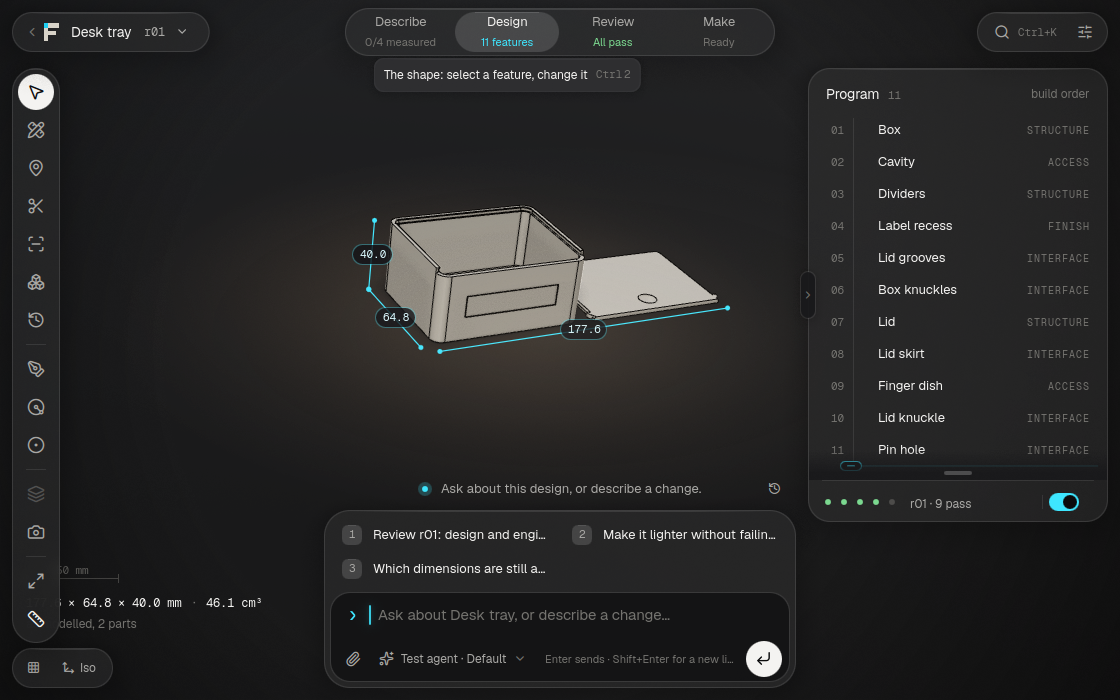 Desk tray r01
Describe
0/4 measured
Design
11 features
Review
All pass
Make
Ready
Ctrl+K
The shape: select a feature, change it Ctrl 2
Program 11 build order
01 Box STRUCTURE
02 Cavity ACCESS
03 Dividers STRUCTURE
04 Label recess FINISH
05 Lid grooves INTERFACE
06 Box knuckles INTERFACE
07 Lid STRUCTURE
08 Lid skirt INTERFACE
09 Finger dish ACCESS
10 Lid knuckle INTERFACE
11 Pin hole INTERFACE
r01 · 9 pass
40.0
64.8
177.6
Ask about this design, or describe a change.
1 Review r01: design and engi…
2 Make it lighter without failin…
3 Which dimensions are still a…
Ask about Desk tray, or describe a change…
Test agent · Default
Enter sends · Shift+Enter for a new li…
mm
× 64.8 × 40.0 mm · 46.1 cm³
delled, 2 parts
Iso